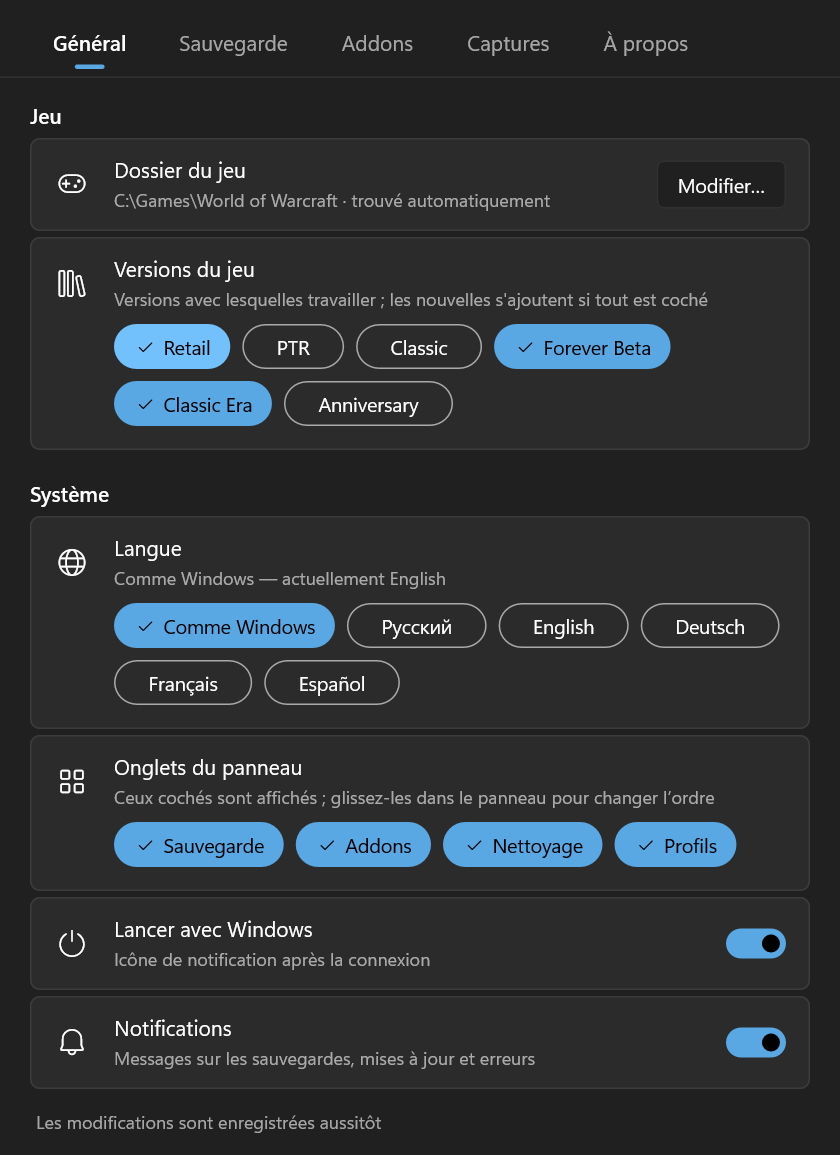 Général Sauvegarde Addons Captures À propos
Jeu
Dossier du jeu
C:\Games\World of Warcraft · trouvé automatiquement
Modifier...
Versions du jeu
Versions avec lesquelles travailler ; les nouvelles s'ajoutent si tout est coché
Retail PTR Classic Forever Beta
Classic Era Anniversary
Système
Langue
Comme Windows — actuellement English
Comme Windows Русский English Deutsch
Français Español
Onglets du panneau
Ceux cochés sont affichés ; glissez-les dans le panneau pour changer l’ordre
Sauvegarde Addons Nettoyage Profils
Lancer avec Windows
Icône de notification après la connexion
Notifications
Messages sur les sauvegardes, mises à jour et erreurs
Les modifications sont enregistrées aussitôt